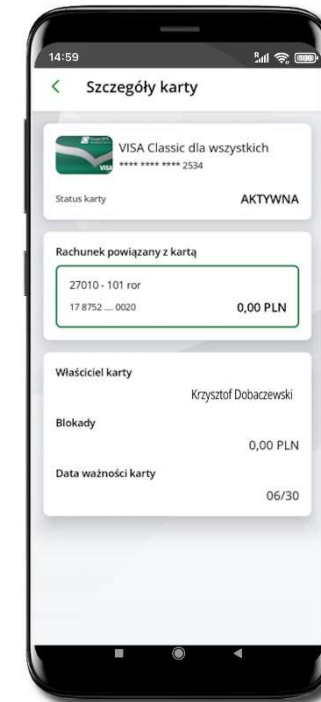 14:59
Szczegóły karty
VISA
VISA Classic dla wszystkich
**** **** **** 2534
Status karty AKTYWNA
Rachunek powiązany z kartą
27010 - 101 ror
17 8752 .... 0020 0,00 PLN
Właściciel karty
Krzysztof Dobaczewski
Blokady
0,00 PLN
Data ważności karty
06/30